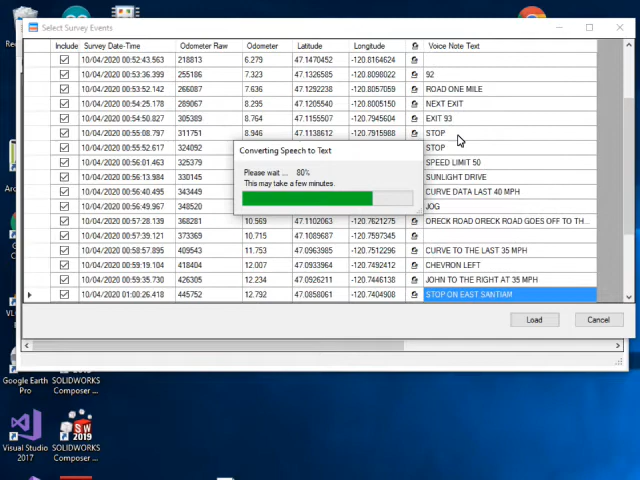 Select Survey Events
Include Survey Date-Time Odometer Raw Odometer Latitude Longitude Voice Note Text
10/04/2020 00:52:43.563 218813 6.279 47.1470452 -120.8164624
10/04/2020 00:53:36.399 255186 7.323 47.1326585 -120.8098022 92
10/04/2020 00:53:52.142 266087 7.636 47.1292238 -120.8057059 ROAD ONE MILE
10/04/2020 00:54:25.178 289067 8.295 47.1205540 -120.8005150 NEXT EXIT
10/04/2020 00:54:50.827 305389 8.764 47.1155507 -120.7945604 EXIT 93
10/04/2020 00:55:08.797 311751 8.946 47.1138612 -120.7915988 STOP
10/04/2020 00:55:52.617 324092 STOP
10/04/2020 00:56:01.463 325379 SPEED LIMIT 50
10/04/2020 00:56:13.984 330145 SUNLIGHT DRIVE
10/04/2020 00:56:40.495 343449 CURVE DATA LAST 40 MPH
10/04/2020 00:56:49.967 348520 JOG
10/04/2020 00:57:28.139 368281 10.569 47.1102063 -120.7621275 ORECK ROAD ORECK ROAD GOES OFF TO TH...
10/04/2020 00:57:39.121 373369 10.715 47.1089687 -120.7597345
10/04/2020 00:58:57.895 409543 11.753 47.0963985 -120.7512296 CURVE TO THE LAST 35 MPH
10/04/2020 00:59:19.104 418404 12.007 47.0933964 -120.7492412 CHEVRON LEFT
10/04/2020 00:59:35.730 426305 12.234 47.0926211 -120.7446135 JOHN TO THE RIGHT AT 35 MPH
10/04/2020 01:00:26.418 445752 12.792 47.0858061 -120.7404908 STOP ON EAST SANTIAM
Converting Speech to Text
Please wait ... 80%
This may take a few minutes.
Load Cancel
Google Earth Pro
SOLIDWORKS Composer ...
Visual Studio 2017
SOLIDWORKS Composer ...
SW
2019